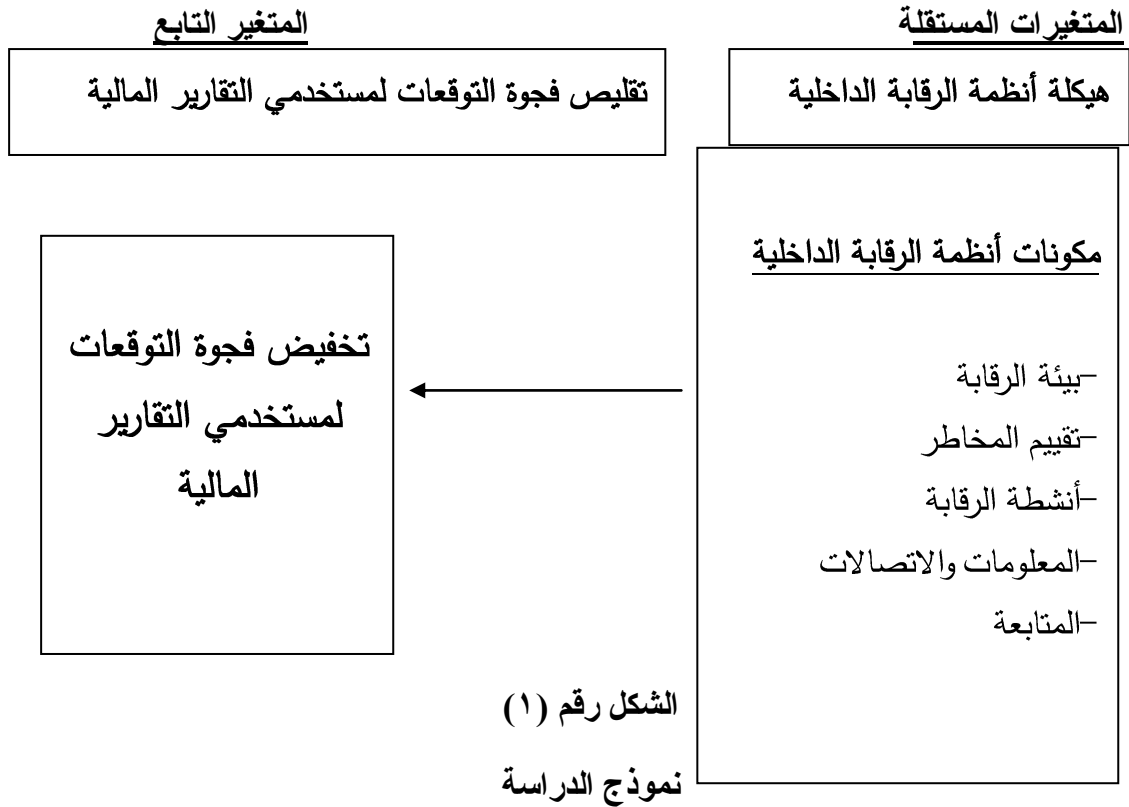 المتغيرات المستقلة
المتغير التابع
هيكلة أنظمة الرقابة الداخلية
تقليص فجوة التوقعات لمستخدمي التقارير المالية
مكونات أنظمة الرقابة الداخلية
-بيئة الرقابة
-تقييم المخاطر
-أنشطة الرقابة
-المعلومات والاتصالات
-المتابعة
تخفيض فجوة التوقعات
لمستخدمي التقارير
المالية
الشكل رقم (١)
نموذج الدراسة